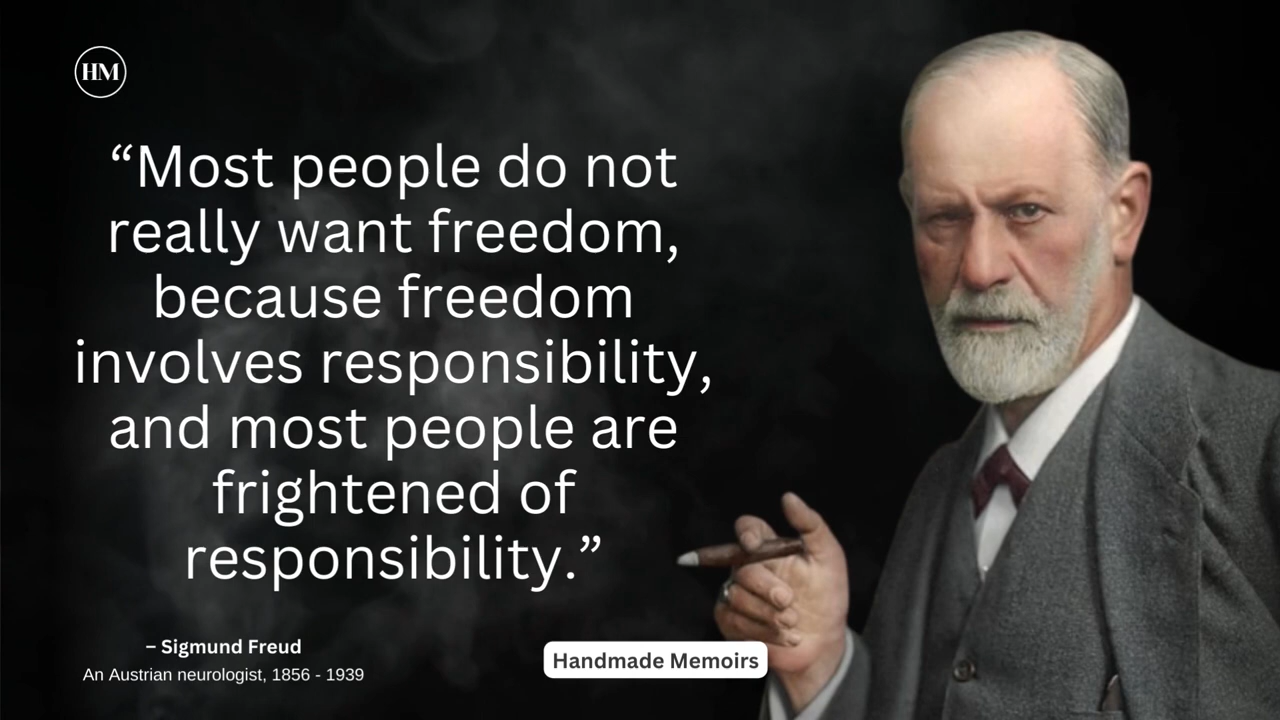 HM
“Most people do not
really want freedom,
because freedom
involves responsibility,
and most people are
frightened of
responsibility.”
– Sigmund Freud
An Austrian neurologist, 1856 - 1939
Handmade Memoirs